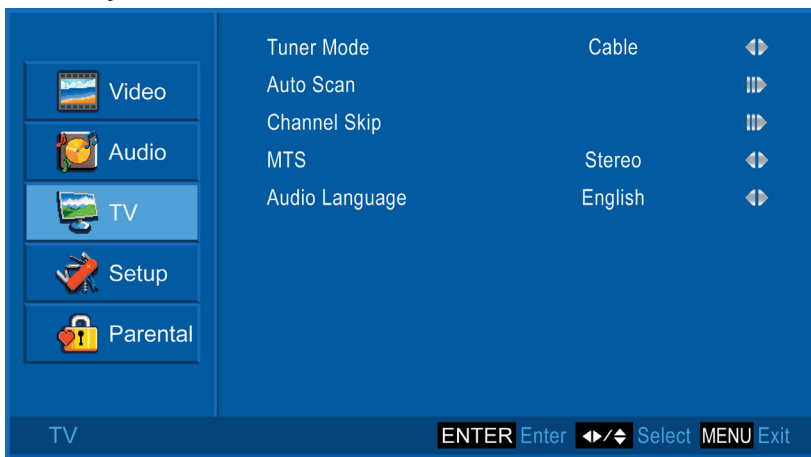 Video
Audio
TV
Setup
Parental
Tuner Mode Cable
Auto Scan
Channel Skip
MTS Stereo
Audio Language English
TV
ENTER Enter Select MENU Exit